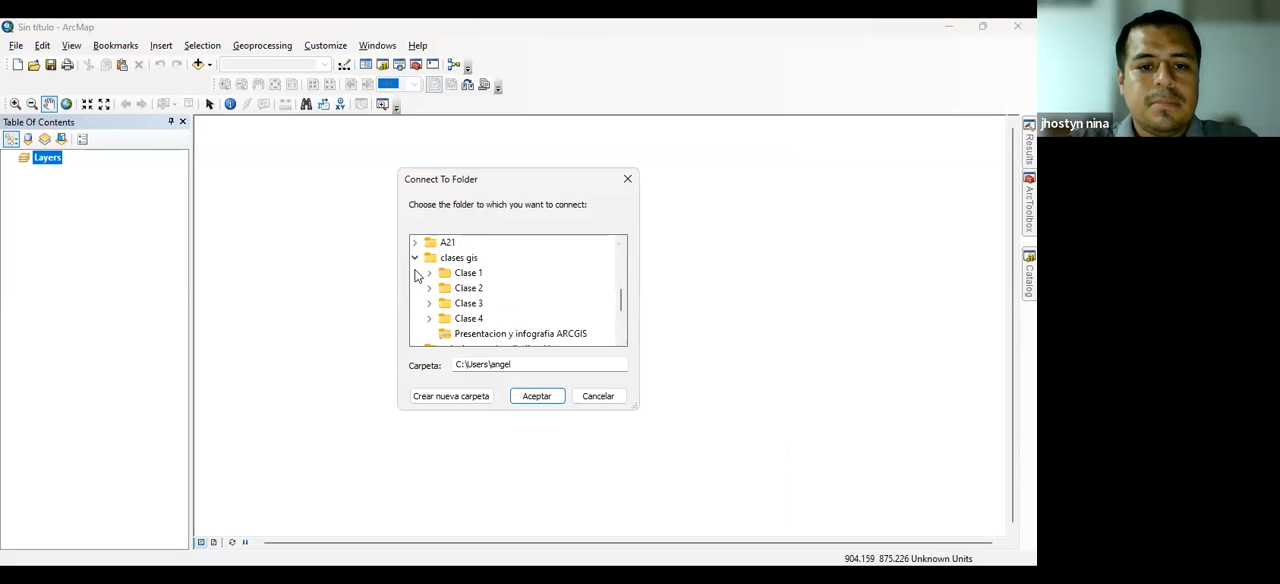 Sin título - ArcMap
File Edit View Bookmarks Insert Selection Geoprocessing Customize Windows Help
Table Of Contents
Layers
Connect To Folder
Choose the folder to which you want to connect:
A21
clases gis
Clase 1
Clase 2
Clase 3
Clase 4
Presentacion y infografia ARCGIS
Carpeta: C:\Users\angel
Crear nueva carpeta Aceptar Cancelar
904.159 875.226 Unknown Units
Results
ArcToolbox
Catalog
jhostyn nina